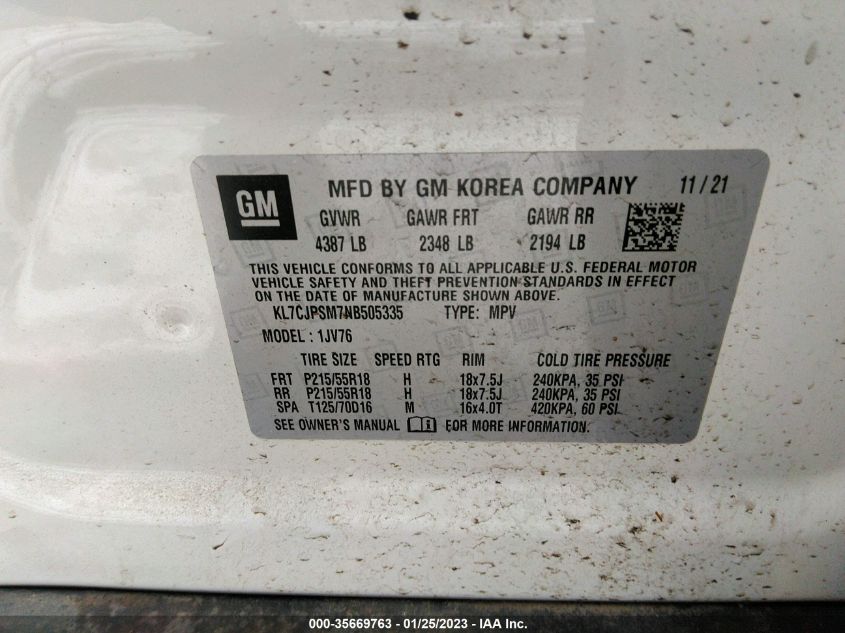 GM
MFD BY GM KOREA COMPANY 11/21
GVWR GAWR FRT GAWR RR
4387 LB 2348 LB 2194 LB
THIS VEHICLE CONFORMS TO ALL APPLICABLE U.S. FEDERAL MOTOR
VEHICLE SAFETY AND THEFT PREVENTION STANDARDS IN EFFECT
ON THE DATE OF MANUFACTURE SHOWN ABOVE.
KL7CJPSM7NB505335 TYPE: MPV
MODEL : 1JV76
TIRE SIZE SPEED RTG RIM COLD TIRE PRESSURE
FRT P215/55R18 H 18x7.5J 240KPA, 35 PSI
RR P215/55R18 H 18x7.5J 240KPA, 35 PSI
SPA T125/70D16 M 16x4.0T 420KPA, 60 PSI
SEE OWNER'S MANUAL FOR MORE INFORMATION.
000-35669763 - 01/25/2023 - IAA Inc.